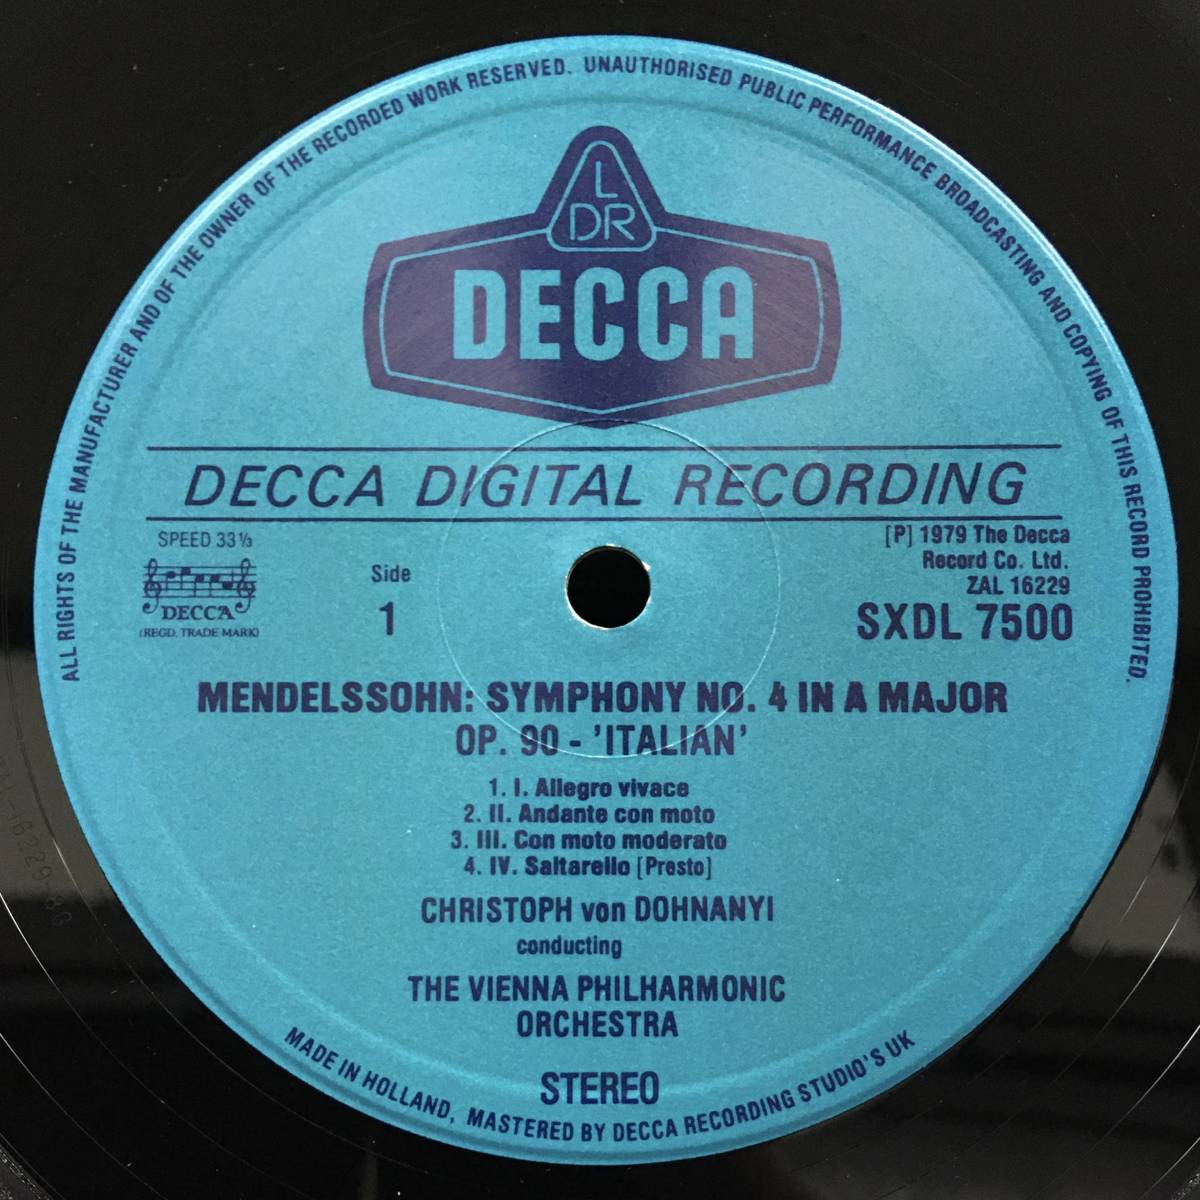 ALL RIGHTS OF THE MANUFACTURER AND OF THE OWNER OF THE RECORDED WORK RESERVED. UNAUTHORISED PUBLIC PERFORMANCE BROADCASTING AND COPYING OF THIS RECORD PROHIBITED.
L
DR
DECCA
DECCA DIGITAL RECORDING
SPEED 33⅓
DECCA
(REGD. TRADE MARK)
Side
1
[P] 1979 The Decca
Record Co. Ltd.
ZAL 16229
SXDL 7500
MENDELSSOHN: SYMPHONY NO. 4 IN A MAJOR
OP. 90 - 'ITALIAN'
1. I. Allegro vivace
2. II. Andante con moto
3. III. Con moto moderato
4. IV. Saltarello [Presto]
CHRISTOPH von DOHNANYI
conducting
THE VIENNA PHILHARMONIC
ORCHESTRA
STEREO
MADE IN HOLLAND, MASTERED BY DECCA RECORDING STUDIO'S UK